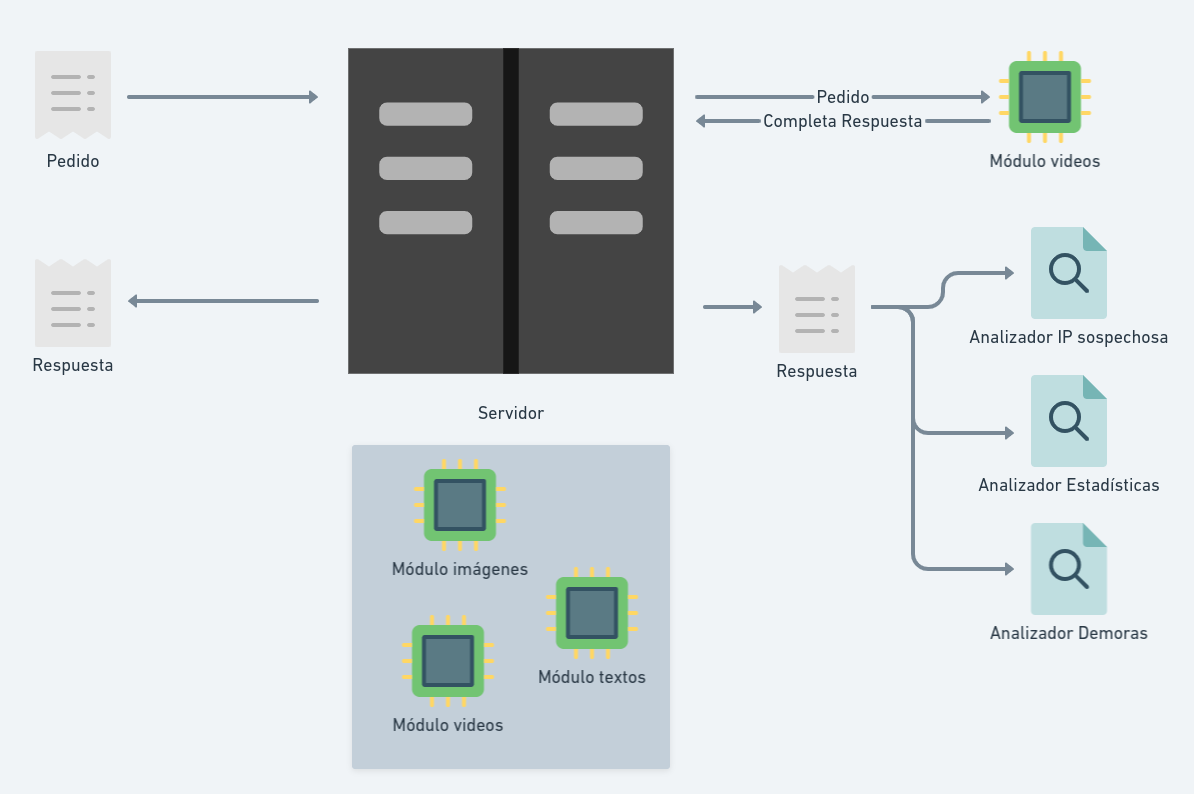 Pedido
Pedido
Completa Respuesta
Módulo videos
Respuesta
Respuesta
Analizador IP sospechosa
Servidor
Analizador Estadísticas
Módulo imágenes
Módulo textos
Módulo videos
Analizador Demoras